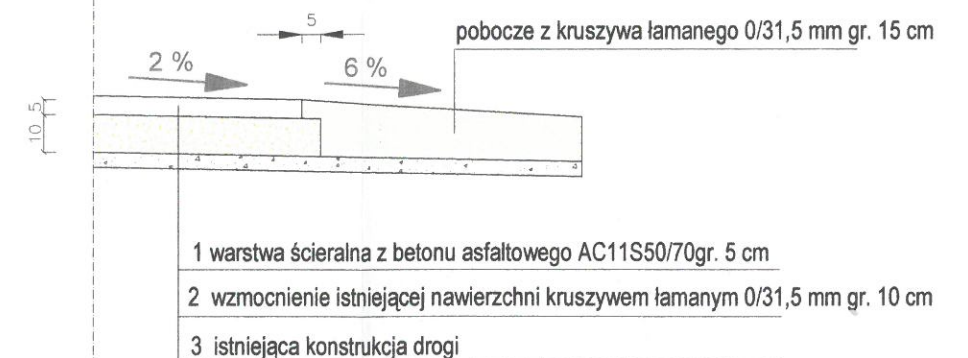 5
pobocze z kruszywa łamanego 0/31,5 mm gr. 15 cm
2 %
6 %
5
10
1 warstwa ścieralna z betonu asfaltowego AC11S50/70gr. 5 cm
2 wzmocnienie istniejącej nawierzchni kruszywem łamanym 0/31,5 mm gr. 10 cm
3 istniejąca konstrukcja drogi